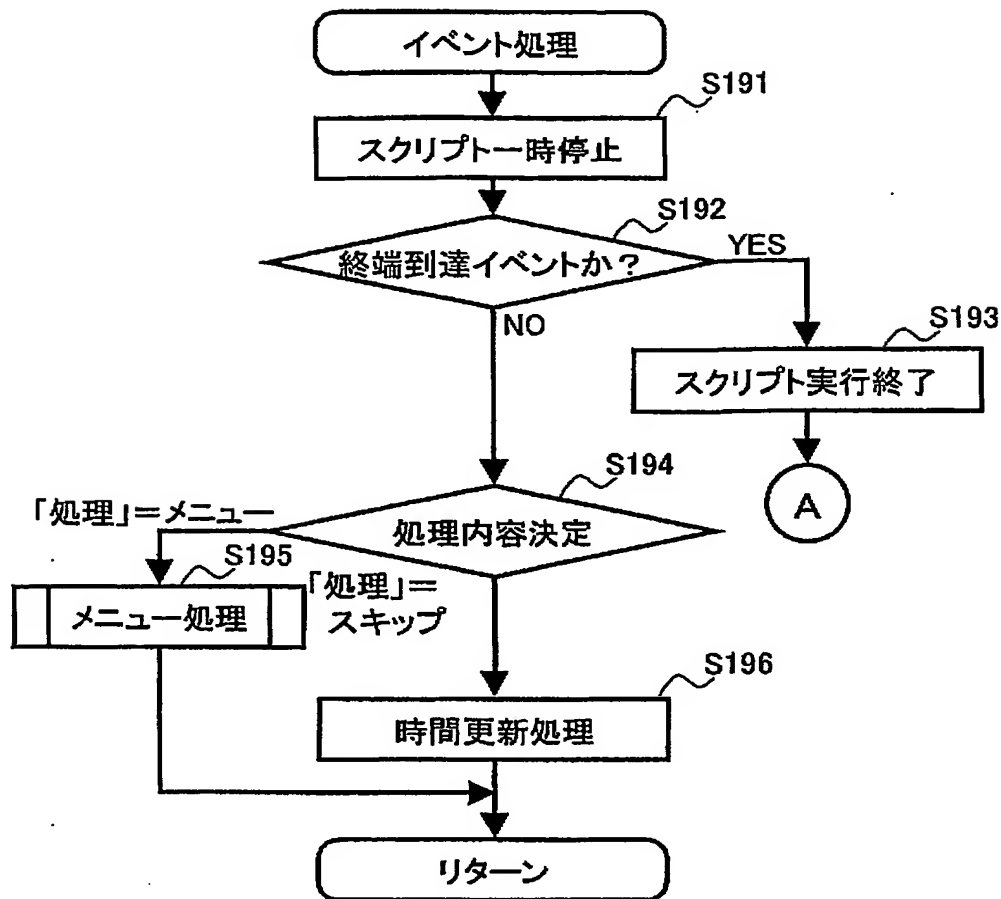 イベント処理
S191
スクリプト一時停止
S192
終端到達イベントか？
YES
NO
S193
スクリプト実行終了
A
S194
処理内容決定
「処理」＝メニュー
S195
メニュー処理
「処理」＝
スキップ
S196
時間更新処理
リターン